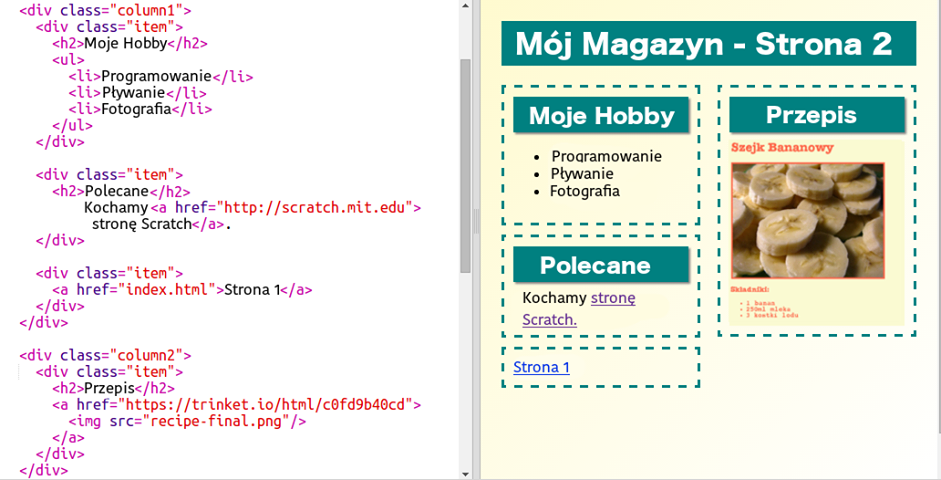 <div class="column1">
<div class="item">
<h2>Moje Hobby</h2>
<ul>
<li>Programowanie</li>
<li>Pływanie</li>
<li>Fotografia</li>
</ul>
</div>
<div class="item">
<h2>Polecane</h2>
Kochamy <a href="http://scratch.mit.edu">
stronę Scratch</a>.
</div>
<div class="item">
<a href="index.html">Strona 1</a>
</div>
</div>
<div class="column2">
<div class="item">
<h2>Przepis</h2>
<a href="https://trinket.io/html/c0fd9b40cd">
<img src="recipe-final.png"/>
</a>
</div>
</div>
Mój Magazyn - Strona 2
Moje Hobby
Programowanie
Pływanie
Fotografia
Polecane
Kochamy stronę
Scratch.
Strona 1
Przepis
Szejk Bananowy
Składniki:
1 banan
250ml mleka
2 kostki lodu